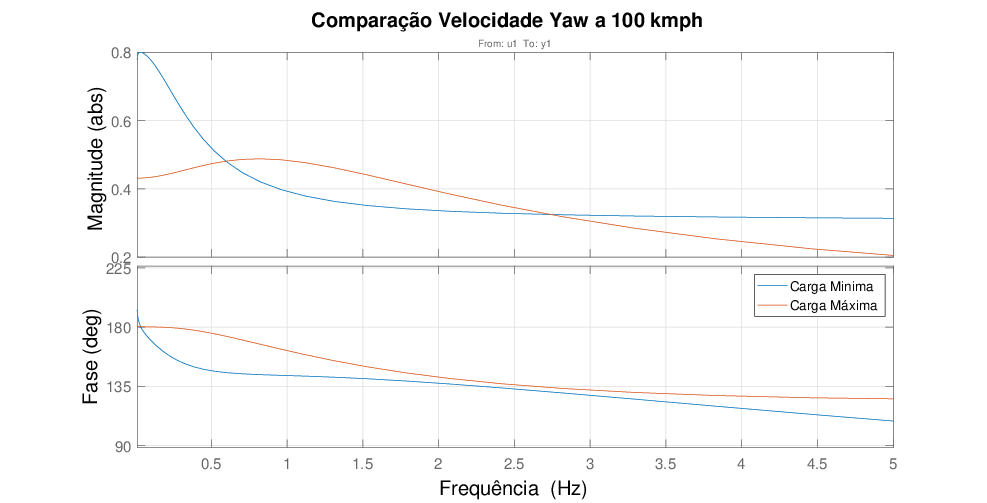 Comparação Velocidade Yaw a 100 kmph
From: u1 To: y1
Magnitude (abs)
0.8
0.6
0.4
0.2
Fase (deg)
225
180
135
90
Carga Minima
Carga Máxima
0.5 1 1.5 2 2.5 3 3.5 4 4.5 5
Frequência (Hz)